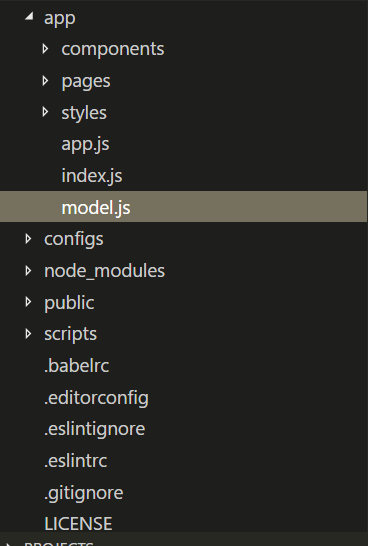 app
components
pages
styles
app.js
index.js
model.js
configs
node_modules
public
scripts
.babelrc
.editorconfig
.eslintignore
.eslintrc
.gitignore
LICENSE
PROJECTS